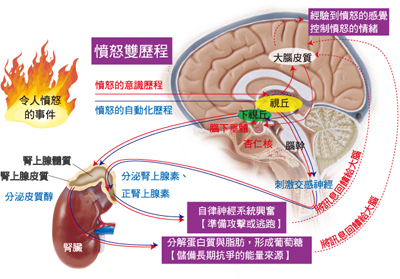 經驗到憤怒的感覺
控制憤怒的情緒
憤怒雙歷程
大腦皮質
憤怒的意識歷程
憤怒的自動化歷程
令人憤怒
的事件
視丘
下視丘
腦下垂體
杏仁核
腦幹
腎上腺髓質
腎上腺皮質
分泌皮質醇
分泌腎上腺素、
正腎上腺素
刺激交感神經
自律神經系統興奮
【準備攻擊或逃跑】
分解蛋白質與脂肪,形成葡萄糖
【儲備長期抗爭的能量來源】
腎臟
將訊息回饋給大腦
將訊息回饋給大腦